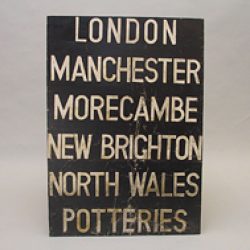 LONDON
MANCHESTER
MORECAMBE
NEW BRIGHTON
NORTH WALES
POTTERIES